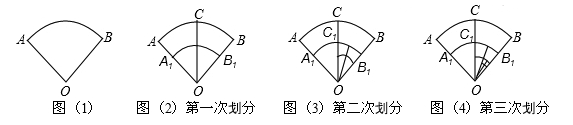 A B O
图（1）
C A B A1 B1 O
图（2）第一次划分
C A B C1 A1 B1 O
图（3）第二次划分
C A B C1 A1 B1 O
图（4）第三次划分